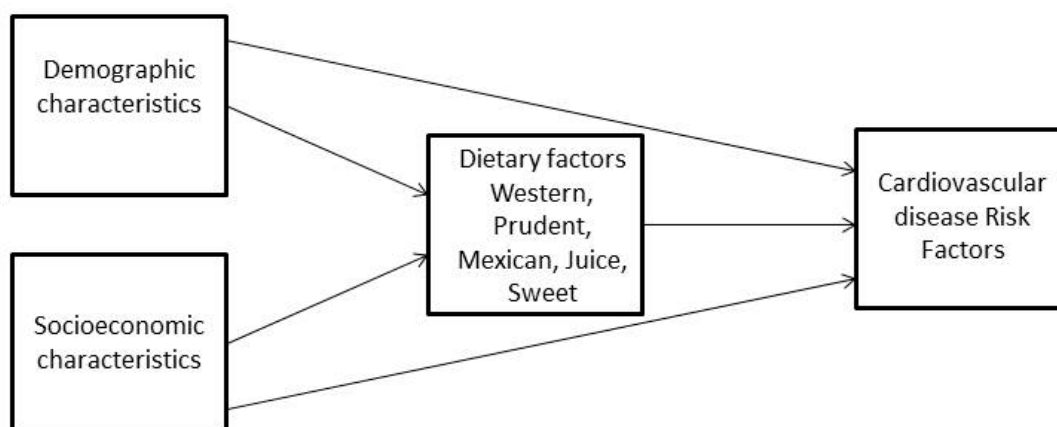 Demographic
characteristics
Dietary factors
Western,
Prudent,
Mexican, Juice,
Sweet
Cardiovascular
disease Risk
Factors
Socioeconomic
characteristics